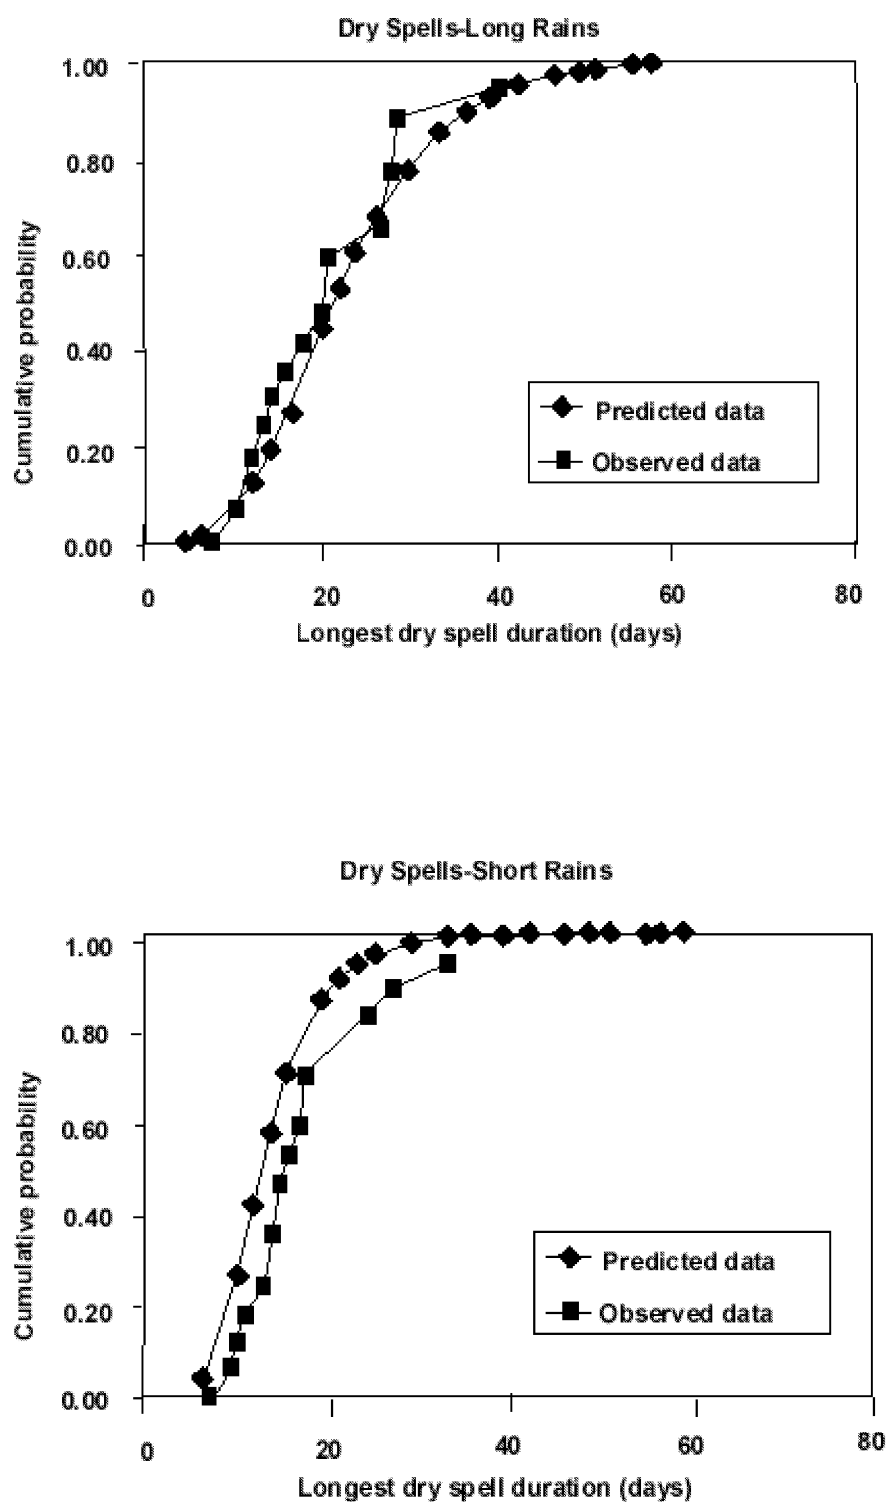 Dry Spells-Long Rains
1.00
0.80
0.60
0.40
0.20
0.00
Cumulative probability
Predicted data
Observed data
0 20 40 60 80
Longest dry spell duration (days)
Dry Spells-Short Rains
1.00
0.80
0.60
0.40
0.20
0.00
Cumulative probability
Predicted data
Observed data
0 20 40 60 80
Longest dry spell duration (days)